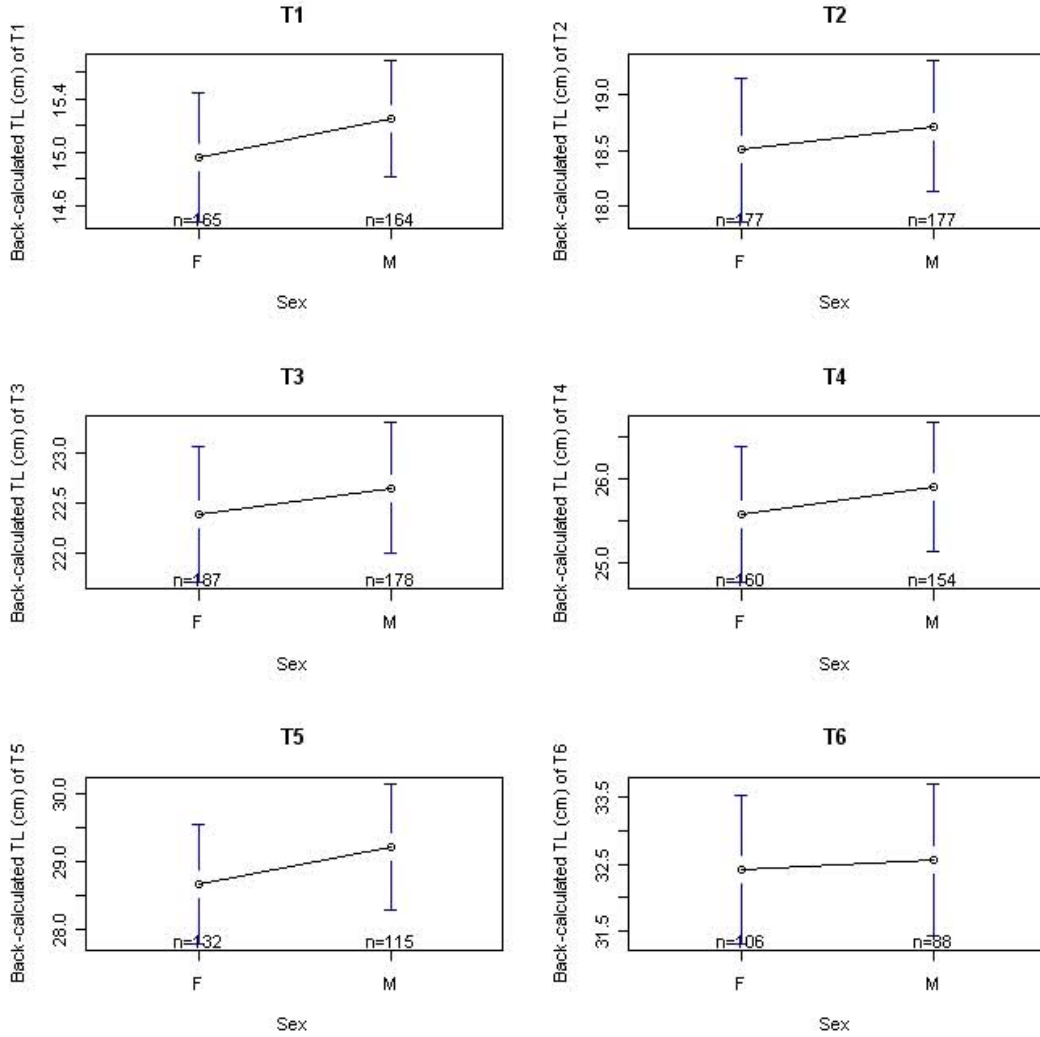 T1
Back-calculated TL (cm) of T1
15.4
15.0
14.6
n=165
n=164
F
M
Sex
T2
Back-calculated TL (cm) of T2
19.0
18.5
18.0
n=177
n=177
F
M
Sex
T3
Back-calculated TL (cm) of T3
23.0
22.5
22.0
n=187
n=178
F
M
Sex
T4
Back-calculated TL (cm) of T4
26.0
25.0
n=160
n=154
F
M
Sex
T5
Back-calculated TL (cm) of T5
30.0
29.0
28.0
n=132
n=115
F
M
Sex
T6
Back-calculated TL (cm) of T6
33.5
32.5
31.5
n=106
n=88
F
M
Sex